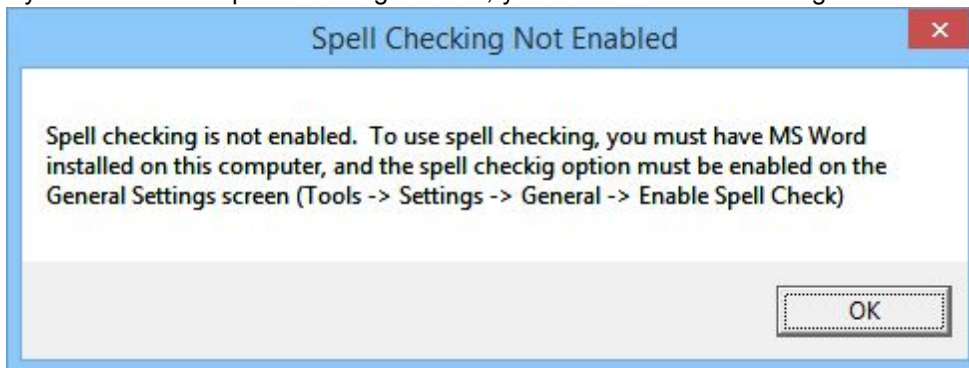 Spell Checking Not Enabled
Spell checking is not enabled.  To use spell checking, you must have MS Word
installed on this computer, and the spell checkig option must be enabled on the
General Settings screen (Tools -> Settings -> General -> Enable Spell Check)
OK